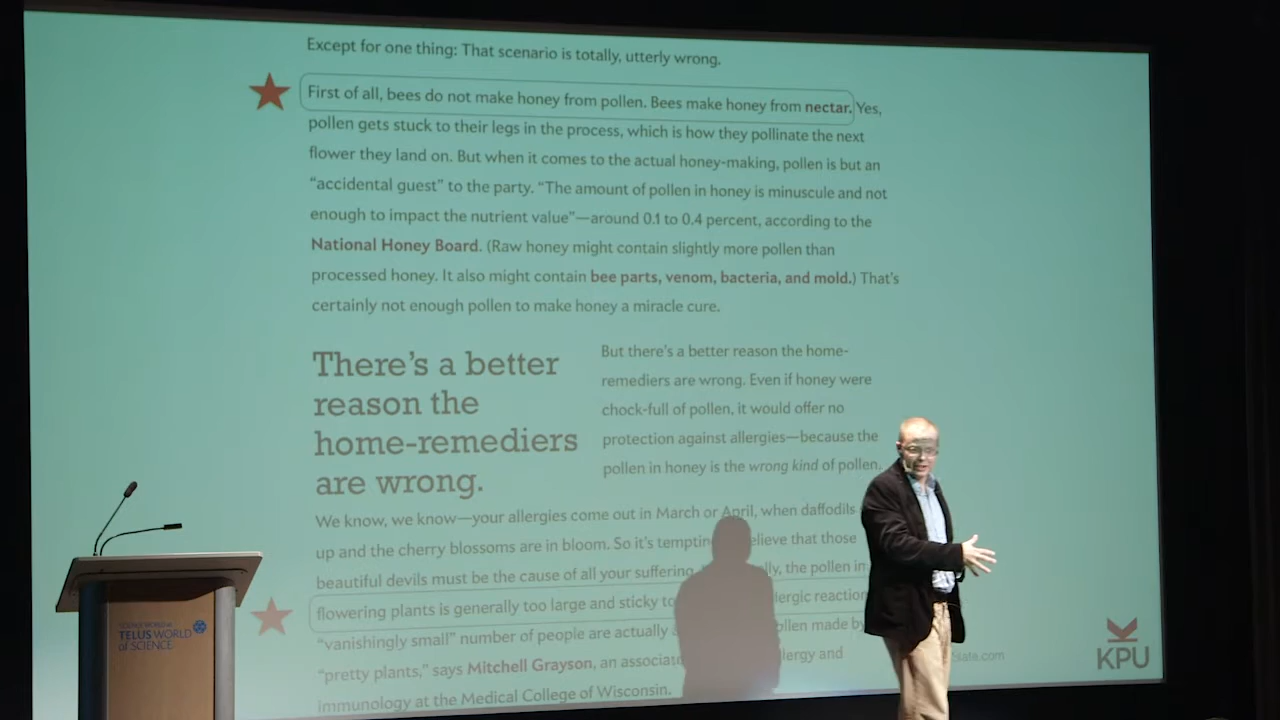 Except for one thing: That scenario is totally, utterly wrong.
First of all, bees do not make honey from pollen. Bees make honey from nectar. Yes,
pollen gets stuck to their legs in the process, which is how they pollinate the next
flower they land on. But when it comes to the actual honey-making, pollen is but an
“accidental guest” to the party. “The amount of pollen in honey is minuscule and not
enough to impact the nutrient value”—around 0.1 to 0.4 percent, according to the
National Honey Board. (Raw honey might contain slightly more pollen than
processed honey. It also might contain bee parts, venom, bacteria, and mold.) That’s
certainly not enough pollen to make honey a miracle cure.
There’s a better
reason the
home-remediers
are wrong.
But there’s a better reason the home-
remediers are wrong. Even if honey were
chock-full of pollen, it would offer no
protection against allergies—because the
pollen in honey is the wrong kind of pollen.
We know, we know—your allergies come out in March or April, when daffodils
up and the cherry blossoms are in bloom. So it’s believe that those
beautiful devils must be the cause of all your suffering. the pollen in
flowering plants is generally too large and sticky to reaction
“vanishingly small” number of people are actually made by
“pretty plants,” says Mitchell Grayson, an and
immunology at the Medical College of Wisconsin.
KPU
SCIENCE WORLD AT
TELUS WORLD
OF SCIENCE